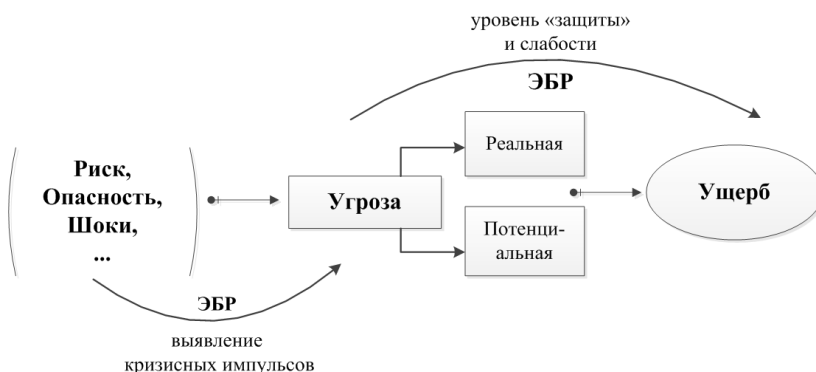 уровень «защиты»
и слабости
ЭБР
Риск,
Опасность,
Шоки,
...
Угроза
Реальная
Потенци-
альная
Ущерб
ЭБР
выявление
кризисных импульсов